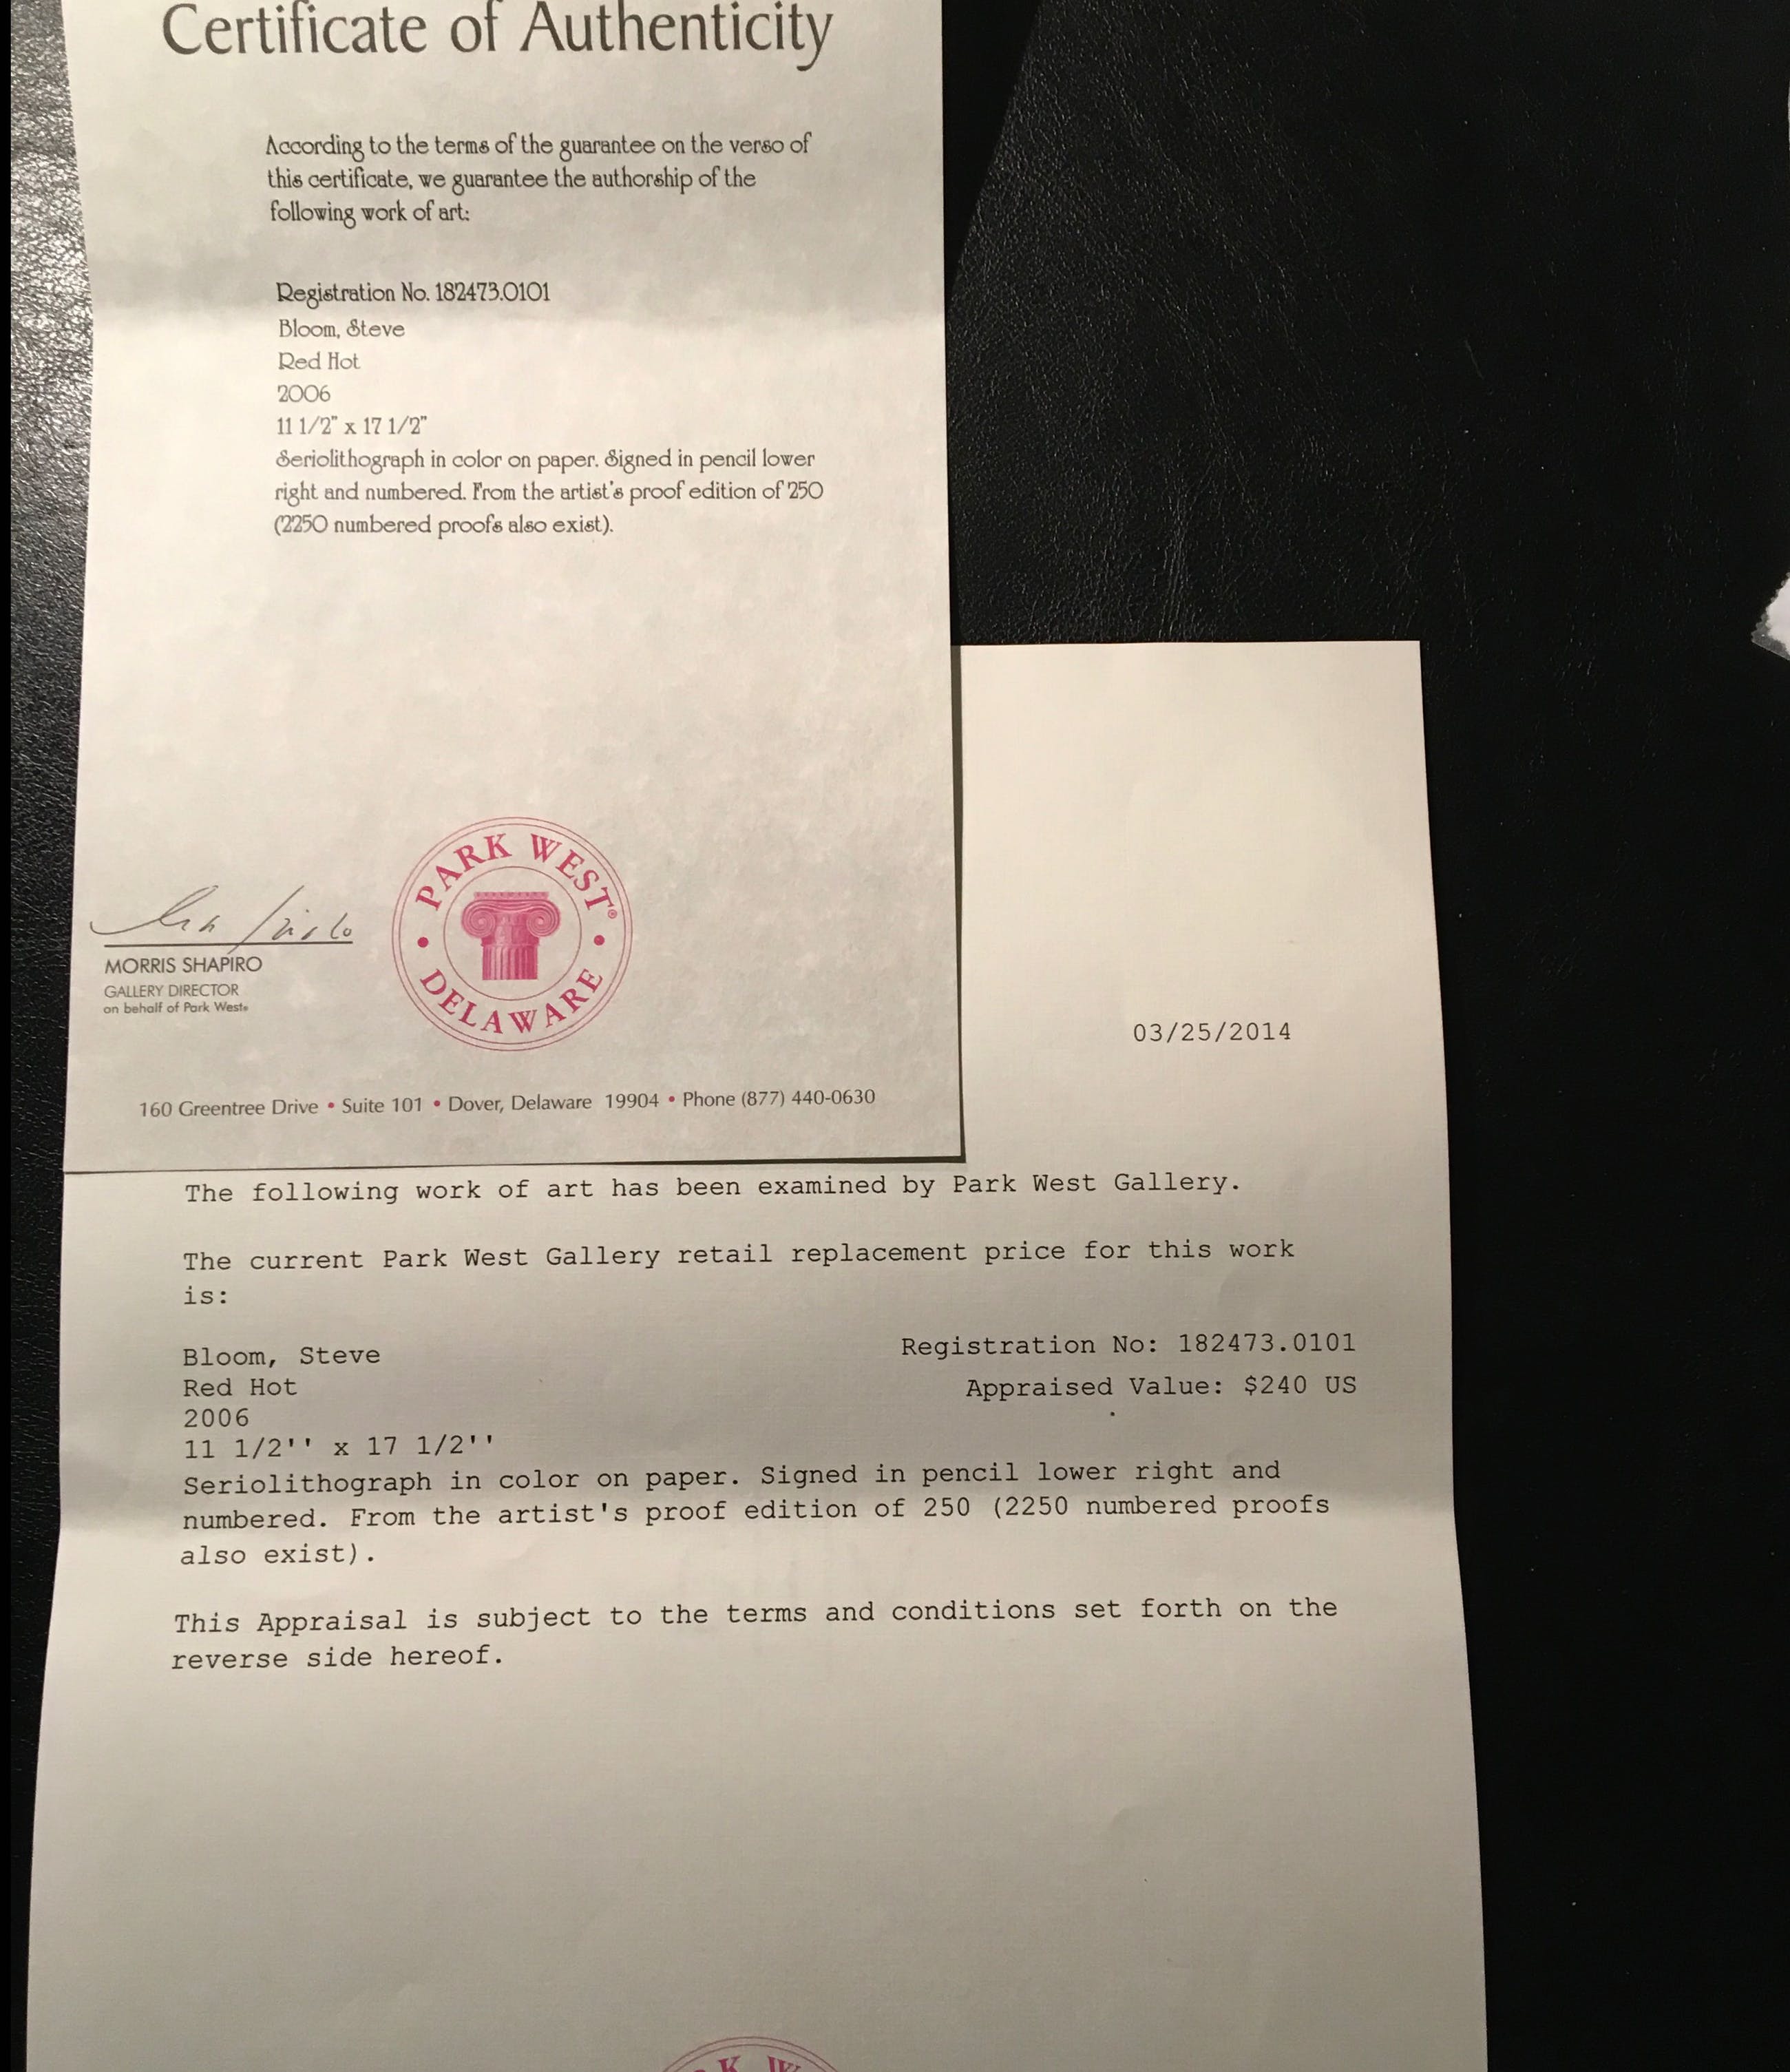 Certificate of Authenticity
According to the terms of the guarantee on the verso of
this certificate, we guarantee the authorship of the
following work of art:
Registration No. 182473.0101
Bloom, Steve
Red Hot
2006
11 1/2" x 17 1/2"
Seriolithograph in color on paper. Signed in pencil lower
right and numbered. From the artist's proof edition of 250
(2250 numbered proofs also exist).
PARK WEST®
• DELAWARE •
MORRIS SHAPIRO
GALLERY DIRECTOR
on behalf of Park West®
160 Greentree Drive • Suite 101 • Dover, Delaware 19904 • Phone (877) 440-0630
03/25/2014
The following work of art has been examined by Park West Gallery.
The current Park West Gallery retail replacement price for this work
is:
Bloom, Steve
Registration No: 182473.0101
Red Hot
Appraised Value: $240 US
2006
11 1/2'' x 17 1/2''
Seriolithograph in color on paper. Signed in pencil lower right and
numbered. From the artist's proof edition of 250 (2250 numbered proofs
also exist).
This Appraisal is subject to the terms and conditions set forth on the
reverse side hereof.